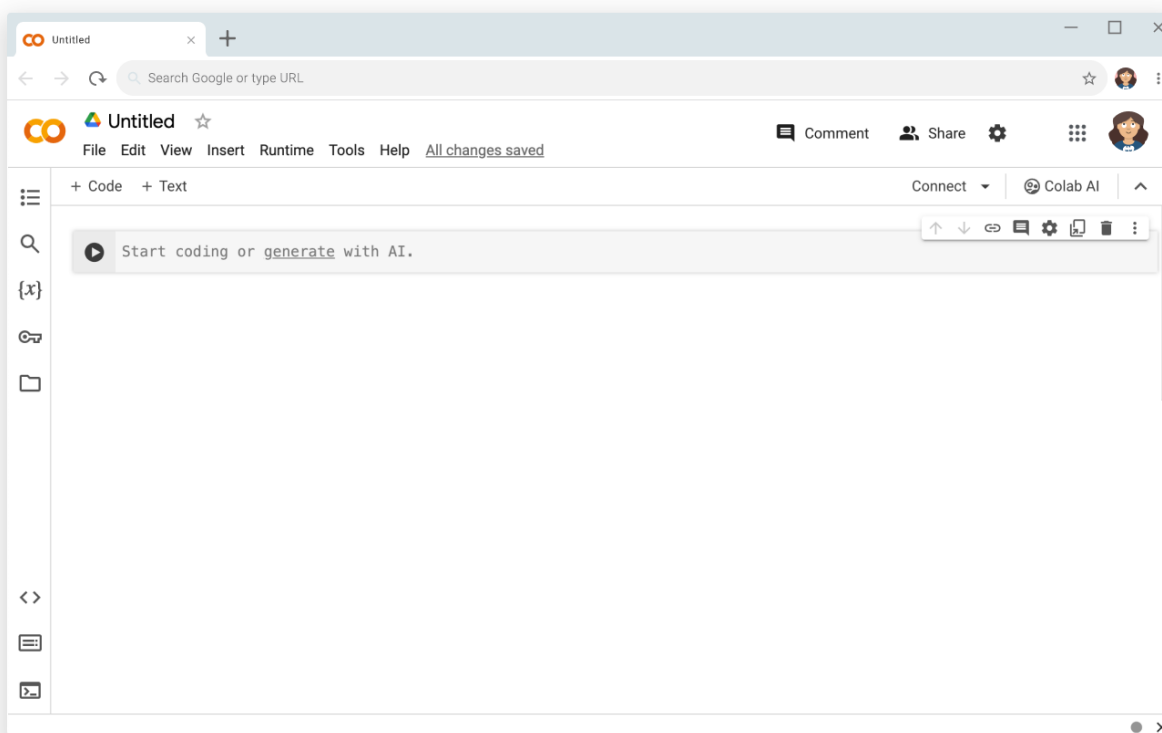 Untitled
Search Google or type URL
Untitled
Comment Share
File Edit View Insert Runtime Tools Help All changes saved
+ Code + Text Connect Colab AI
Start coding or generate with AI.
{x}